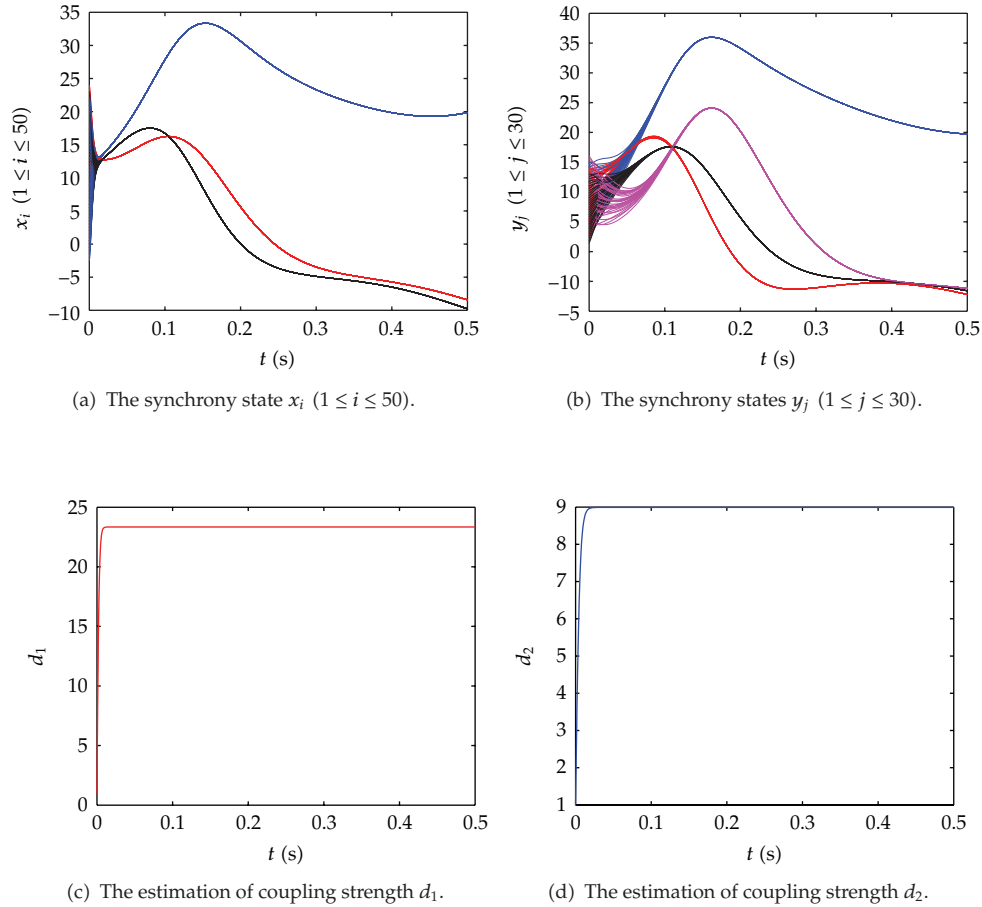 35
30
25
20
15
10
5
0
−5
−10
x_i (1 ≤ i ≤ 50)
0 0.1 0.2 0.3 0.4 0.5
t (s)
(a) The synchrony state x_i (1 ≤ i ≤ 50).
40
35
30
25
20
15
10
5
0
−10
−5
y_j (1 ≤ j ≤ 30)
0 0.1 0.2 0.3 0.4 0.5
t (s)
(b) The synchrony states y_j (1 ≤ j ≤ 30).
25
20
15
10
5
0
d_1
0 0.1 0.2 0.3 0.4 0.5
t (s)
(c) The estimation of coupling strength d_1.
9
8
7
6
5
4
3
2
1
d_2
0 0.1 0.2 0.3 0.4 0.5
t (s)
(d) The estimation of coupling strength d_2.